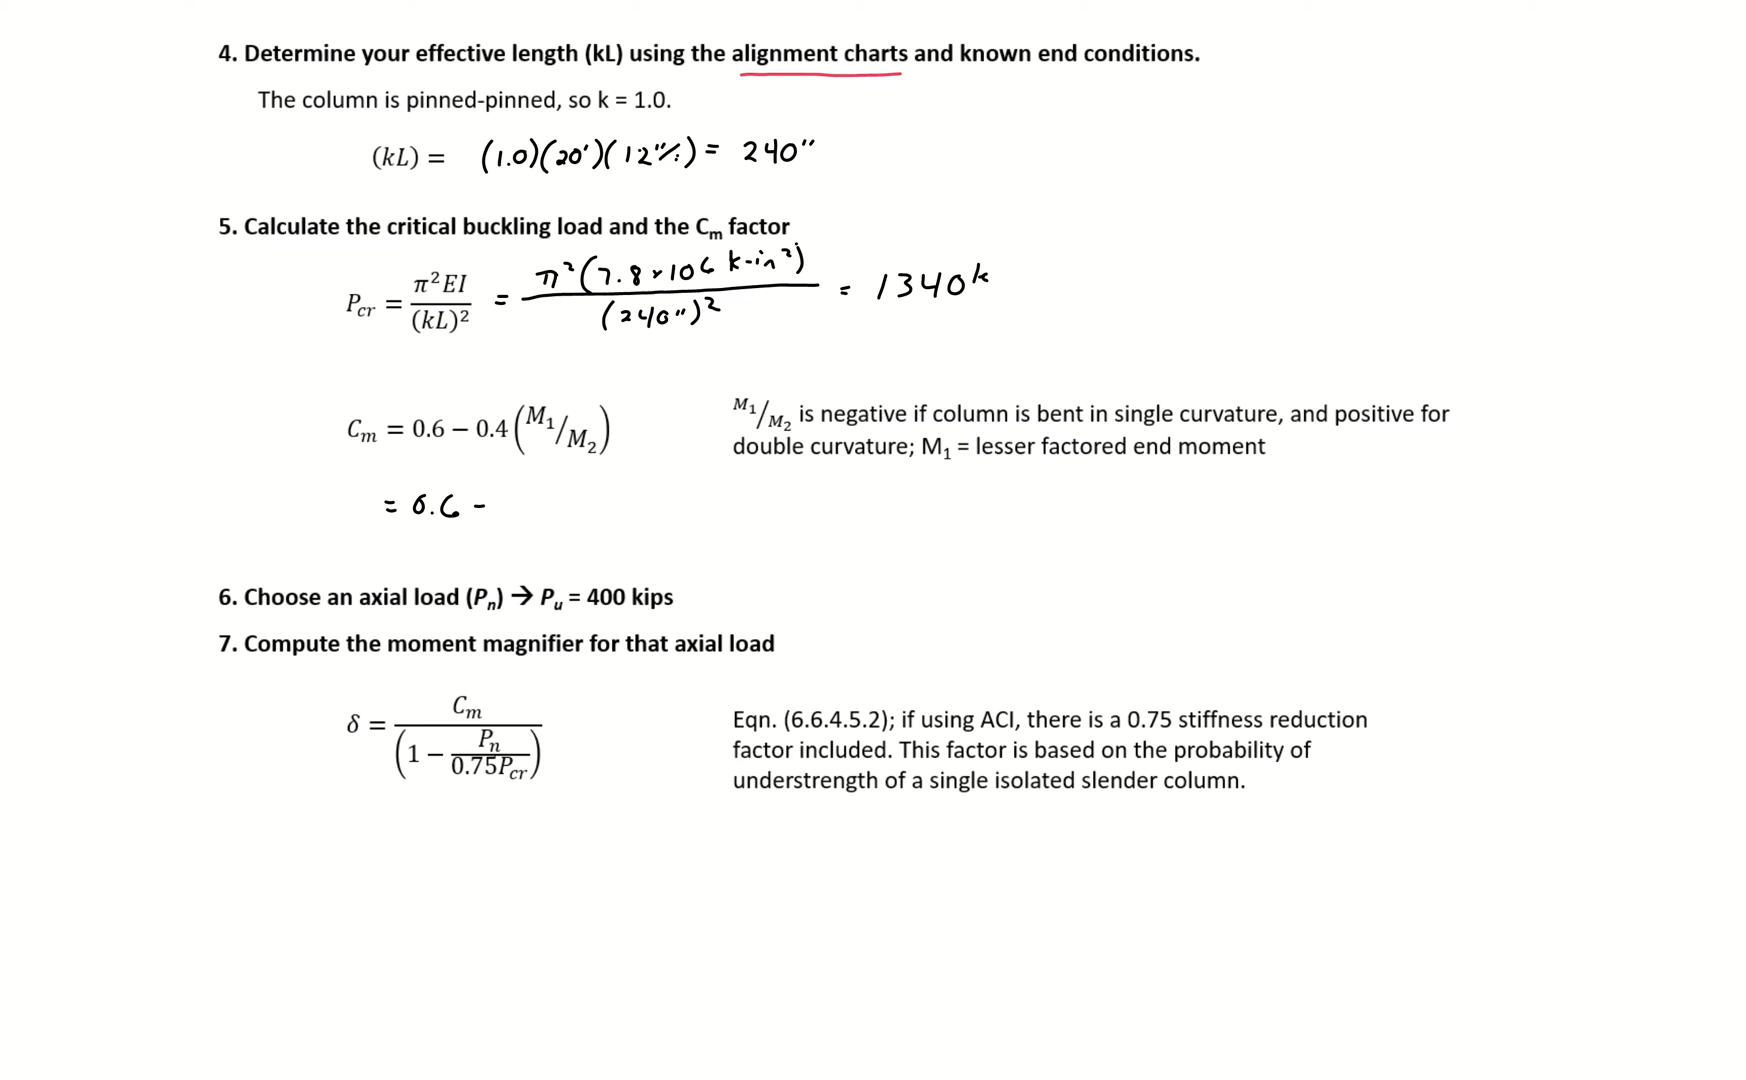 4. Determine your effective length (kL) using the alignment charts and known end conditions.
The column is pinned-pinned, so k = 1.0.
(kL) = (1.0)(20')(12"/') = 240"
5. Calculate the critical buckling load and the Cₘ factor
P_cr = π²EI/(kL)² = π²(7.8×10⁶ k-in²)/(240")² = 1340ᵏ
Cₘ = 0.6 − 0.4(M₁/M₂)
M₁/M₂ is negative if column is bent in single curvature, and positive for
double curvature; M₁ = lesser factored end moment
= 0.6 -
6. Choose an axial load (Pₙ) → Pᵤ = 400 kips
7. Compute the moment magnifier for that axial load
δ = Cₘ/(1 − Pₙ/0.75P_cr)
Eqn. (6.6.4.5.2); if using ACI, there is a 0.75 stiffness reduction
factor included. This factor is based on the probability of
understrength of a single isolated slender column.